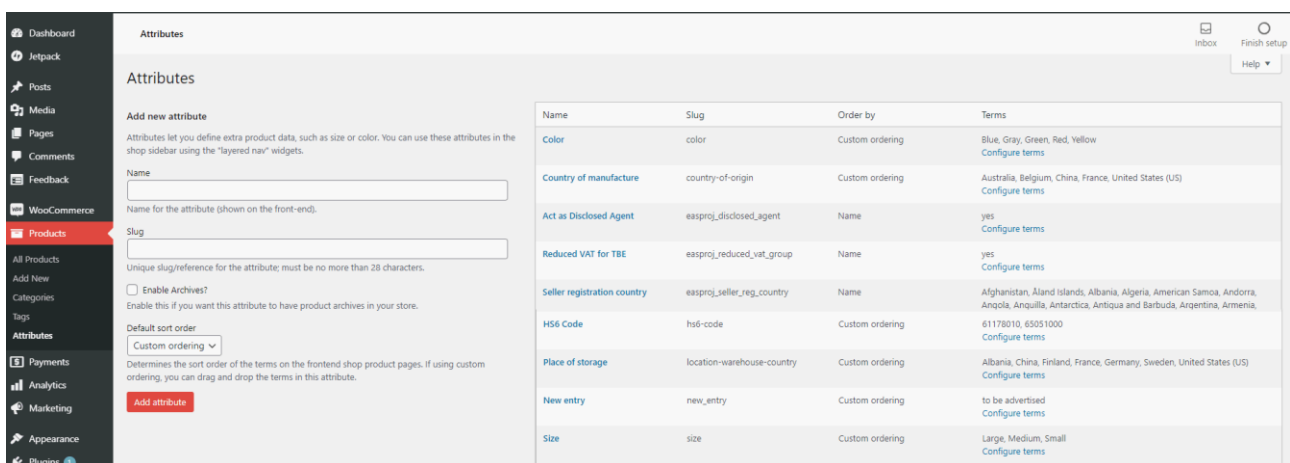 Dashboard
Jetpack
Posts
Media
Pages
Comments
Feedback
WooCommerce
Products
All Products
Add New
Categories
Tags
Attributes
Payments
Analytics
Marketing
Appearance
Plugins
Attributes
Inbox
Finish setup
Help
Attributes
Add new attribute
Attributes let you define extra product data, such as size or color. You can use these attributes in the
shop sidebar using the "layered nav" widgets.
Name
Name for the attribute (shown on the front-end).
Slug
Unique slug/reference for the attribute; must be no more than 28 characters.
Enable Archives?
Enable this if you want this attribute to have product archives in your store.
Default sort order
Custom ordering
Determines the sort order of the terms on the frontend shop product pages. If using custom
ordering, you can drag and drop the terms in this attribute.
Add attribute
Name Slug Order by Terms
Color color Custom ordering Blue, Gray, Green, Red, Yellow
Configure terms
Country of manufacture country-of-origin Custom ordering Australia, Belgium, China, France, United States (US)
Configure terms
Act as Disclosed Agent easproj_disclosed_agent Name yes
Configure terms
Reduced VAT for TBE easproj_reduced_vat_group Name yes
Configure terms
Seller registration country easproj_seller_reg_country Name Afghanistan, Åland Islands, Albania, Algeria, American Samoa, Andorra,
Angola, Anguilla, Antarctica, Antigua and Barbuda, Argentina, Armenia,
HS6 Code hs6-code Custom ordering 61178010, 65051000
Configure terms
Place of storage location-warehouse-country Custom ordering Albania, China, Finland, France, Germany, Sweden, United States (US)
Configure terms
New entry new_entry Custom ordering to be advertised
Configure terms
Size size Custom ordering Large, Medium, Small
Configure terms